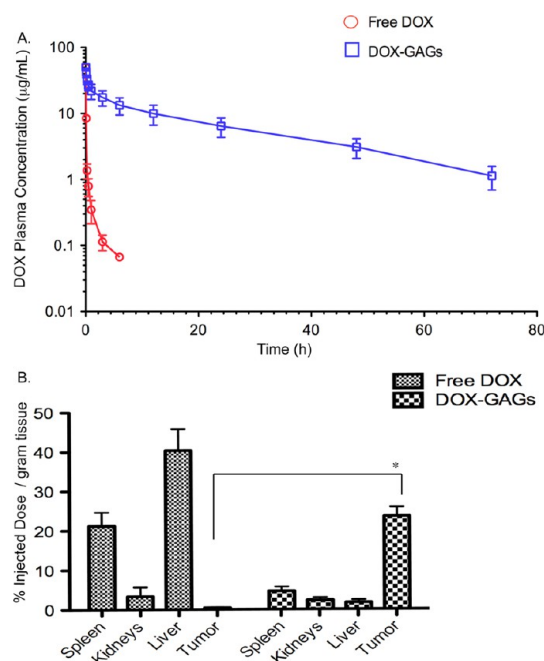 A.
Free DOX
DOX-GAGs
DOX Plasma Concentration (μg/mL)
100
10
1
0.1
0.01
0 20 40 60 80
Time (h)
B.
Free DOX
DOX-GAGs
% Injected Dose / gram tissue
50
40
30
20
10
0
*
Spleen Kidneys Liver Tumor Spleen Kidneys Liver Tumor